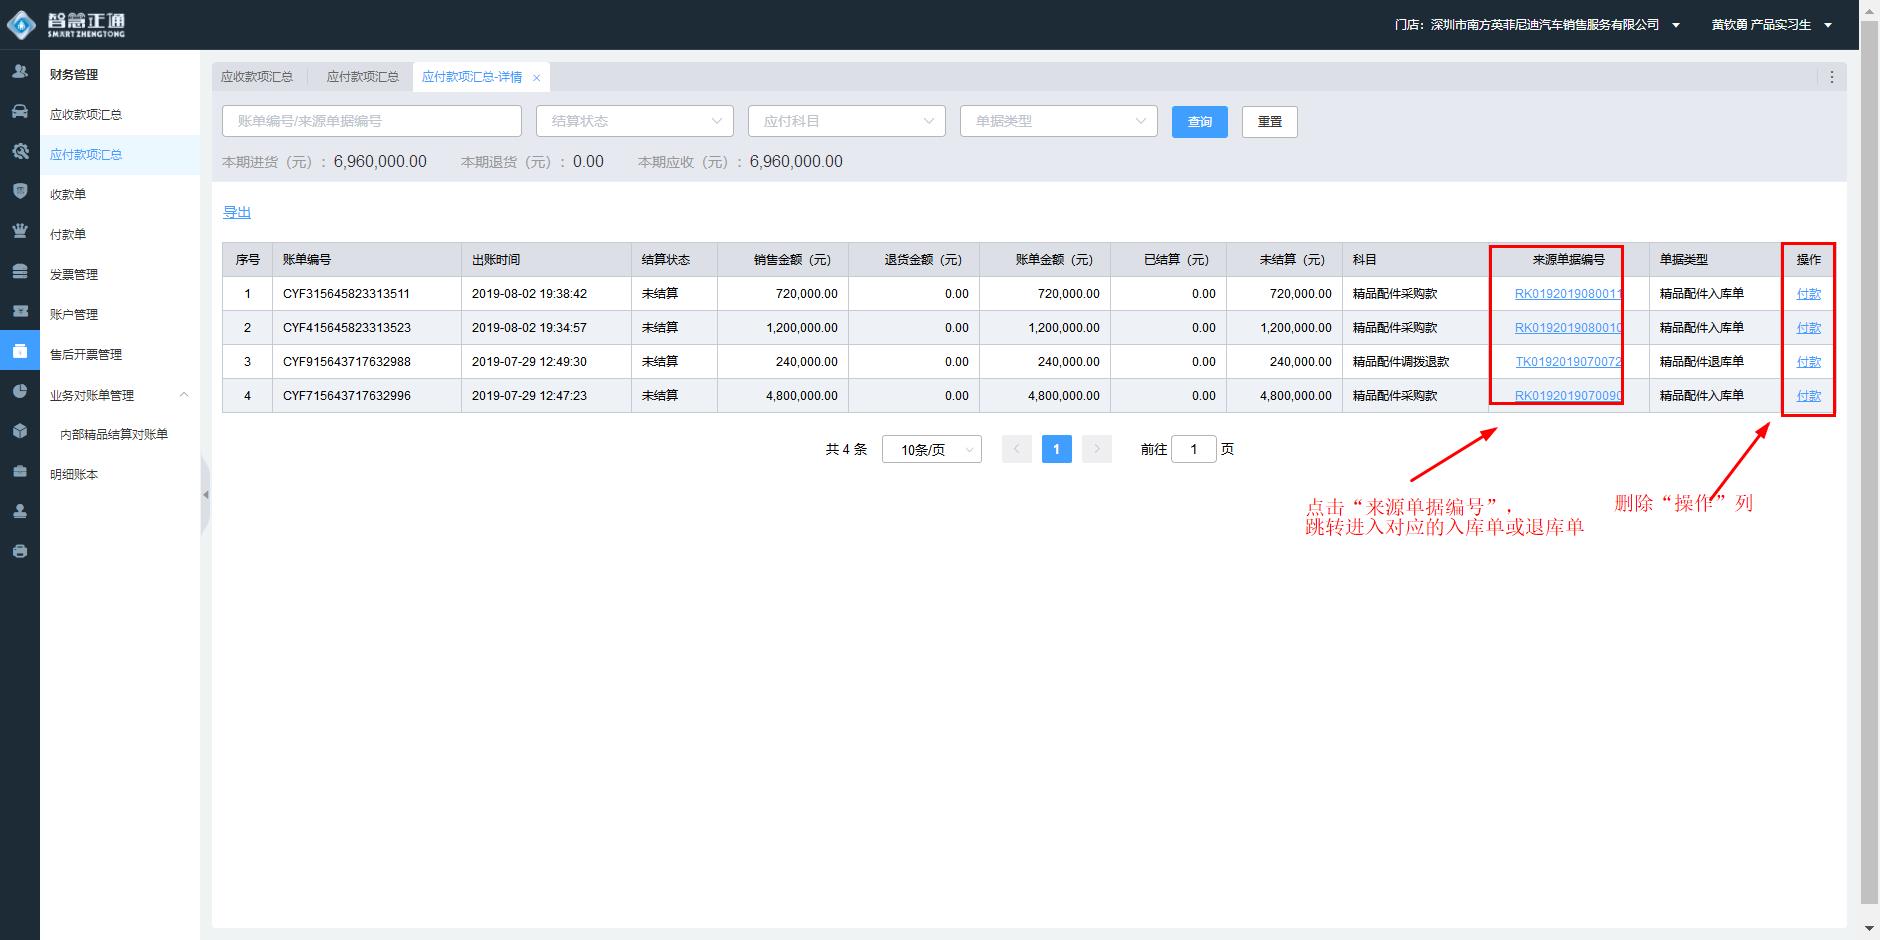 智慧正通
SMART ZHENGTONG
门店：深圳市南方英菲尼迪汽车销售服务有限公司
黄钦勇 产品实习生
财务管理
应收款项汇总
应付款项汇总
收款单
付款单
发票管理
账户管理
售后开票管理
业务对账单管理
内部精品结算对账单
明细账本
应收款项汇总 应付款项汇总 应付款项汇总-详情 ×
账单编号/来源单据编号 结算状态 应付科目 单据类型 查询 重置
本期进货（元）：6,960,000.00 本期退货（元）：0.00 本期应收（元）：6,960,000.00
导出
序号 账单编号 出账时间 结算状态 销售金额（元） 退货金额（元） 账单金额（元） 已结算（元） 未结算（元） 科目 来源单据编号 单据类型 操作
1 CYF315645823313511 2019-08-02 19:38:42 未结算 720,000.00 0.00 720,000.00 0.00 720,000.00 精品配件采购款 RK0192019080011 精品配件入库单 付款
2 CYF415645823313523 2019-08-02 19:34:57 未结算 1,200,000.00 0.00 1,200,000.00 0.00 1,200,000.00 精品配件采购款 RK0192019080010 精品配件入库单 付款
3 CYF915643717632988 2019-07-29 12:49:30 未结算 240,000.00 0.00 240,000.00 0.00 240,000.00 精品配件调拨退款 TK0192019070072 精品配件退库单 付款
4 CYF715643717632996 2019-07-29 12:47:23 未结算 4,800,000.00 0.00 4,800,000.00 0.00 4,800,000.00 精品配件采购款 RK0192019070090 精品配件入库单 付款
共 4 条 10条/页 < 1 > 前往 1 页
点击“来源单据编号”，
跳转进入对应的入库单或退库单
删除“操作”列